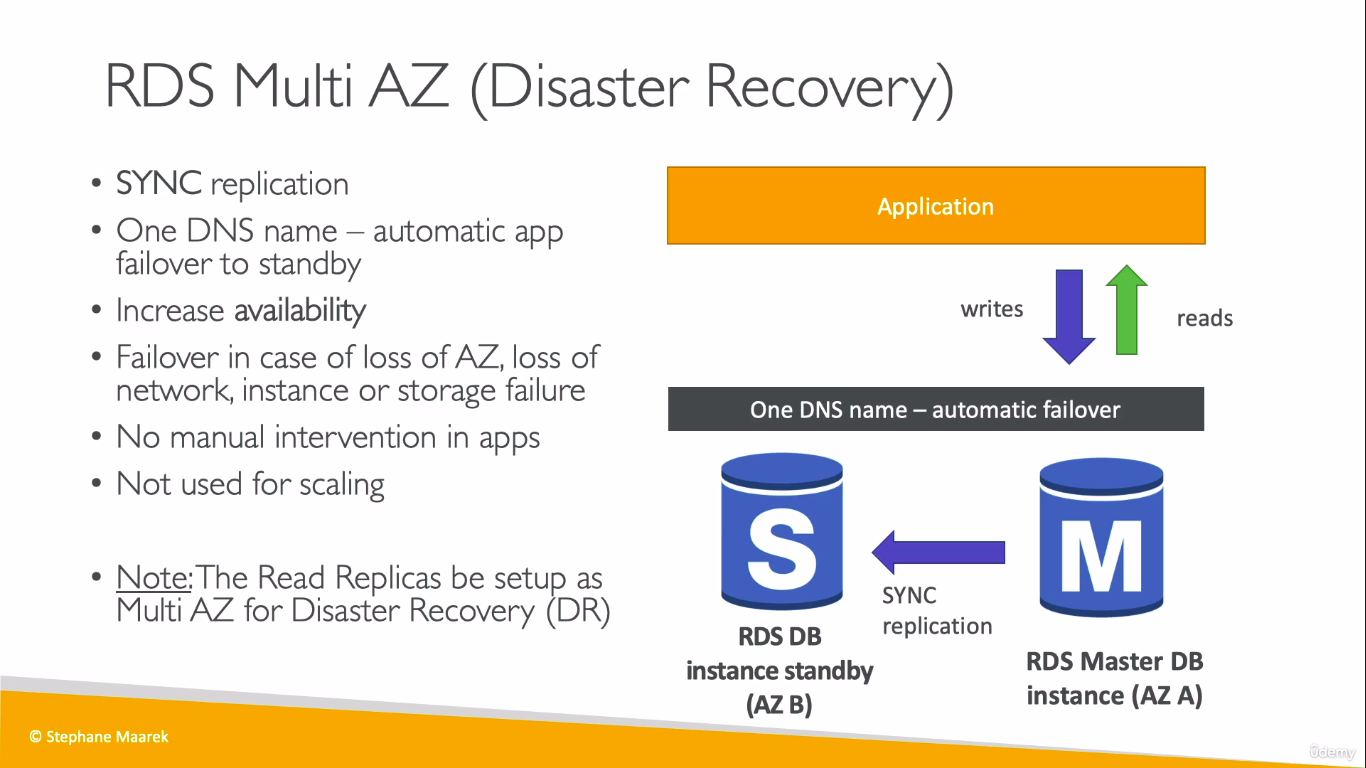 RDS Multi AZ (Disaster Recovery)
• SYNC replication
• One DNS name – automatic app
failover to standby
• Increase availability
• Failover in case of loss of AZ, loss of
network, instance or storage failure
• No manual intervention in apps
• Not used for scaling
• Note: The Read Replicas be setup as
Multi AZ for Disaster Recovery (DR)
Application
writes
reads
One DNS name – automatic failover
S
M
SYNC
replication
RDS DB
instance standby
(AZ B)
RDS Master DB
instance (AZ A)
© Stephane Maarek
ûdemy